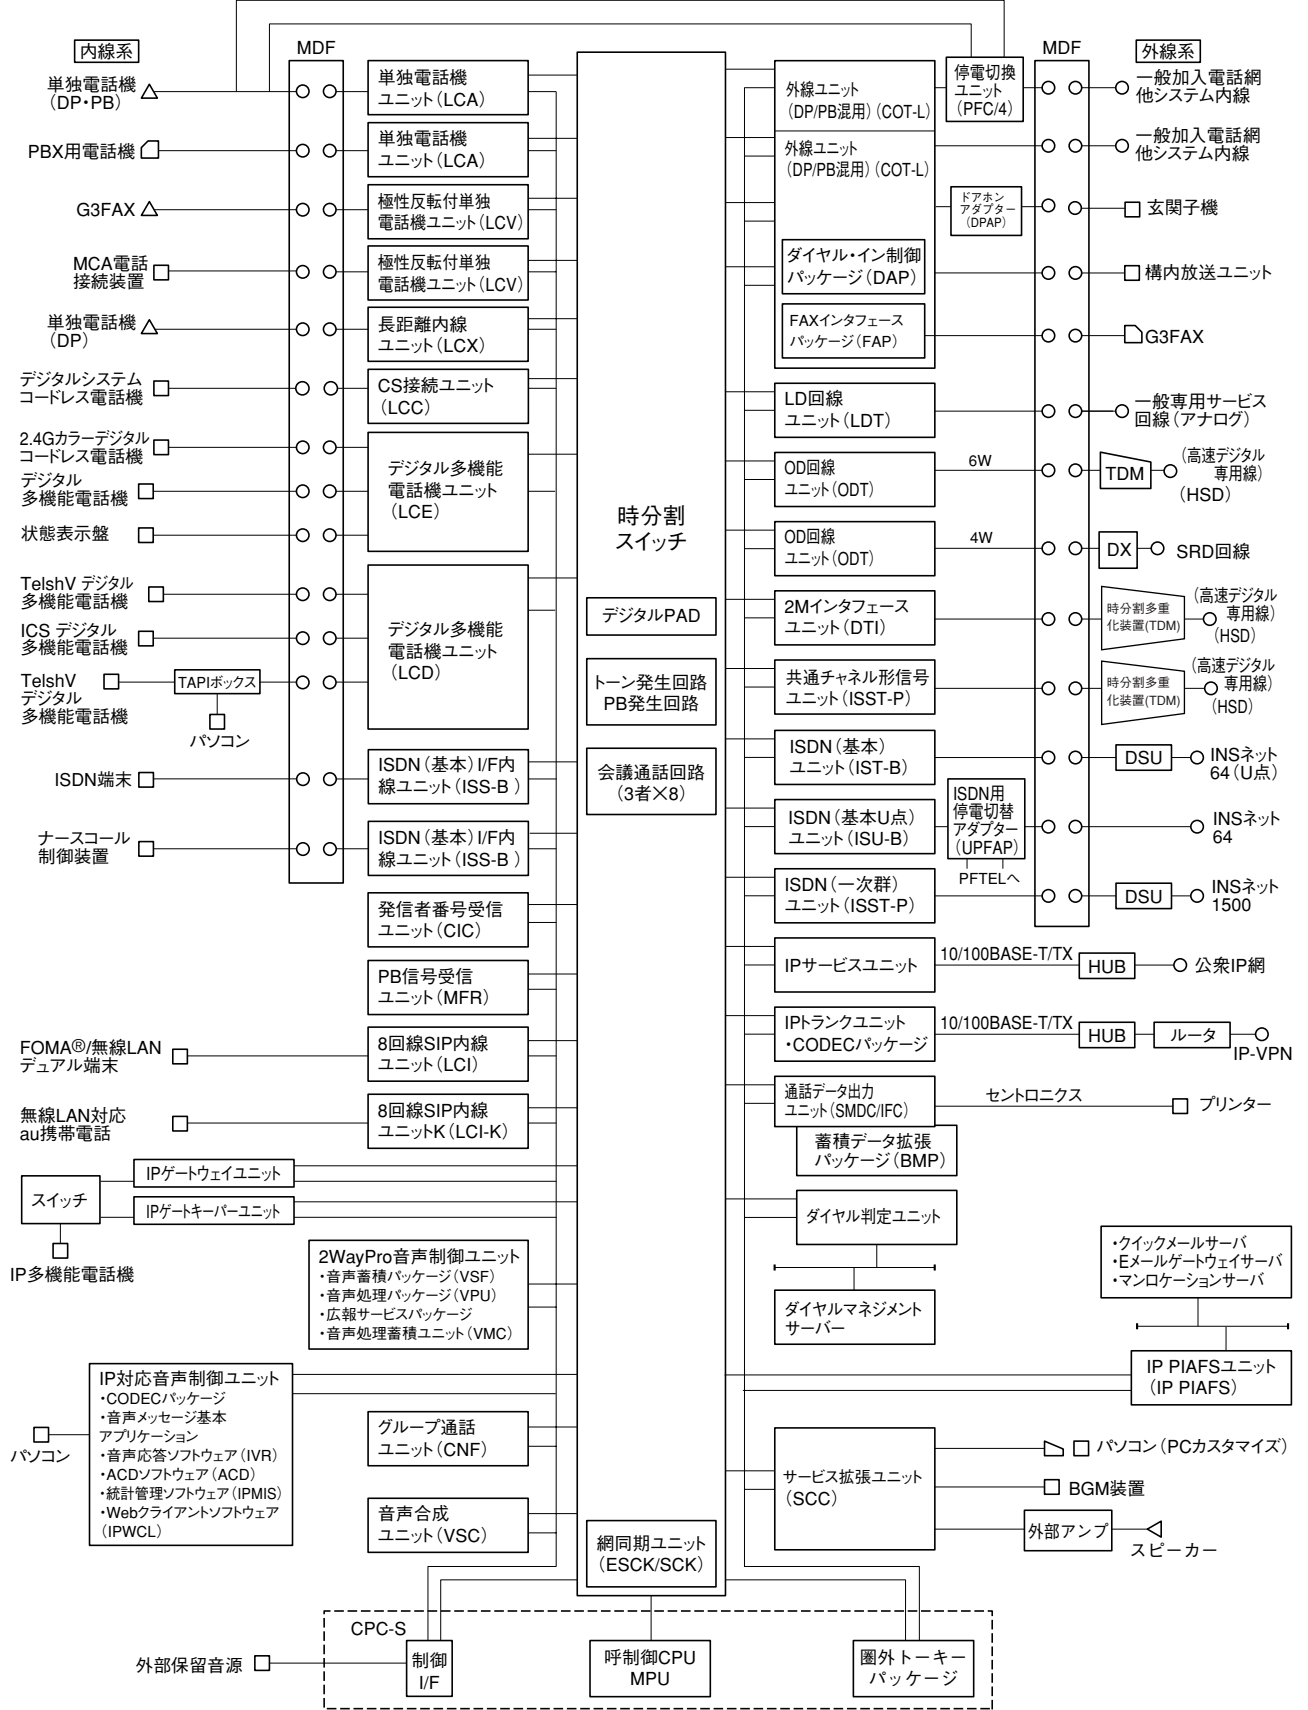 内線系
MDF
単独電話機
(DP・PB)
PBX用電話機
G3FAX
MCA電話
接続装置
単独電話機
(DP)
デジタルシステム
コードレス電話機
2.4Gカラーデジタル
コードレス電話機
デジタル
多機能電話機
状態表示盤
TelshV デジタル
多機能電話機
ICS デジタル
多機能電話機
TelshV
デジタル
多機能電話機
TAPIボックス
パソコン
ISDN端末
ナースコール
制御装置
単独電話機
ユニット(LCA)
単独電話機
ユニット(LCA)
極性反転付単独
電話機ユニット(LCV)
極性反転付単独
電話機ユニット(LCV)
長距離内線
ユニット(LCX)
CS接続ユニット
(LCC)
デジタル多機能
電話機ユニット
(LCE)
デジタル多機能
電話機ユニット
(LCD)
ISDN(基本)I/F内
線ユニット(ISS-B )
ISDN(基本)I/F内
線ユニット(ISS-B )
発信者番号受信
ユニット(CIC)
PB信号受信
ユニット(MFR)
FOMA®/無線LAN
デュアル端末
8回線SIP内線
ユニット(LCI)
無線LAN対応
au携帯電話
8回線SIP内線
ユニットK(LCI-K)
スイッチ
IPゲートウェイユニット
IPゲートキーパーユニット
IP多機能電話機
2WayPro音声制御ユニット
・音声蓄積パッケージ(VSF)
・音声処理パッケージ(VPU)
・広報サービスパッケージ
・音声処理蓄積ユニット(VMC)
IP対応音声制御ユニット
・CODECパッケージ
・音声メッセージ基本
アプリケーション
・音声応答ソフトウェア(IVR)
・ACDソフトウェア(ACD)
・統計管理ソフトウェア(IPMIS)
・Webクライアントソフトウェア
(IPWCL)
パソコン
グループ通話
ユニット(CNF)
音声合成
ユニット(VSC)
時分割
スイッチ
デジタルPAD
トーン発生回路
PB発生回路
会議通話回路
(3者×8)
網同期ユニット
(ESCK/SCK)
CPC-S
外部保留音源
制御
I/F
呼制御CPU
MPU
圏外トーキー
パッケージ
外線ユニット
(DP/PB混用)(COT-L)
外線ユニット
(DP/PB混用)(COT-L)
ダイヤル・イン制御
パッケージ(DAP)
FAXインタフェース
パッケージ(FAP)
停電切換
ユニット
(PFC/4)
ドアホン
アダプター
(DPAP)
MDF
外線系
一般加入電話網
他システム内線
一般加入電話網
他システム内線
玄関子機
構内放送ユニット
G3FAX
LD回線
ユニット(LDT)
一般専用サービス
回線(アナログ)
OD回線
ユニット(ODT)
6W
TDM
(高速デジタル
専用線)
(HSD)
OD回線
ユニット(ODT)
4W
DX
SRD回線
2Mインタフェース
ユニット(DTI)
時分割多重
化装置(TDM)
(高速デジタル
専用線)
(HSD)
共通チャネル形信号
ユニット(ISST-P)
時分割多重
化装置(TDM)
(高速デジタル
専用線)
(HSD)
ISDN(基本)
(IST-B)
DSU
INSネット
64(U点)
ISDN(基本U点)
ユニット(ISU-B)
ISDN用
停電切替
アダプター
(UPFAP)
PFTELへ
INSネット
64
ISDN(一次群)
ユニット(ISST-P)
DSU
INSネット
1500
IPサービスユニット
10/100BASE-T/TX
HUB
公衆IP網
IPトランクユニット
・CODECパッケージ
10/100BASE-T/TX
HUB
ルータ
IP-VPN
通話データ出力
ユニット(SMDC/IFC)
セントロニクス
プリンター
蓄積データ拡張
パッケージ(BMP)
ダイヤル判定ユニット
ダイヤルマネジメント
サーバー
・クイックメールサーバ
・Eメールゲートウェイサーバ
・マンロケーションサーバ
IP PIAFSユニット
(IP PIAFS)
サービス拡張ユニット
(SCC)
パソコン(PCカスタマイズ)
BGM装置
外部アンプ
スピーカー